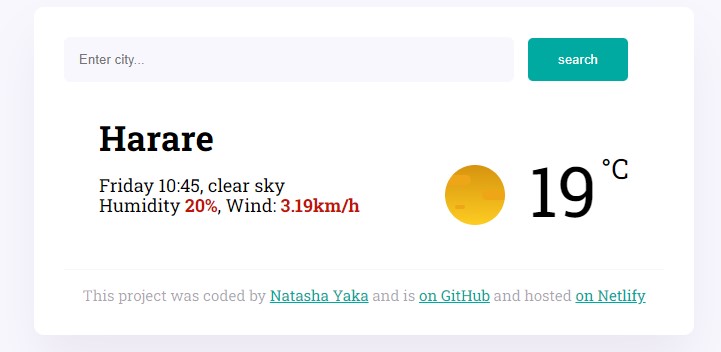 Enter city...
search
Harare
Friday 10:45, clear sky
Humidity 20%, Wind: 3.19km/h
19 °C
This project was coded by Natasha Yaka and is on GitHub and hosted on Netlify